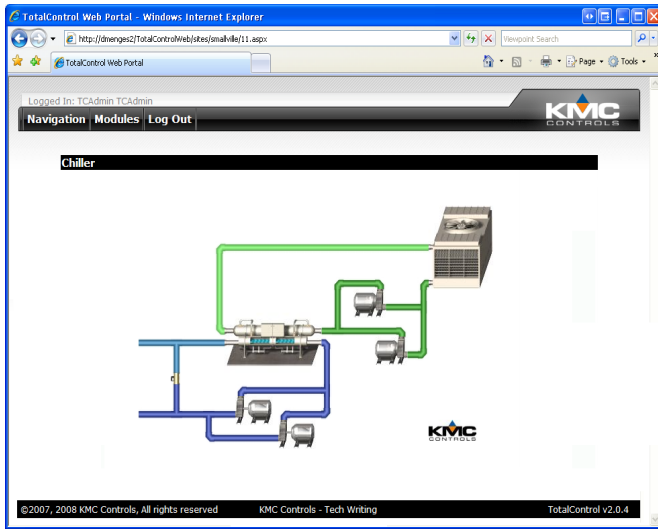 TotalControl Web Portal - Windows Internet Explorer
http://dmenges2/TotalControlWeb/sites/smallville/11.aspx
Viewpoint Search
TotalControl Web Portal
Page
Tools
Logged In: TCAdmin TCAdmin
Navigation Modules Log Out
KMC
CONTROLS
Chiller
KMC
CONTROLS
©2007, 2008 KMC Controls, All rights reserved KMC Controls - Tech Writing TotalControl v2.0.4